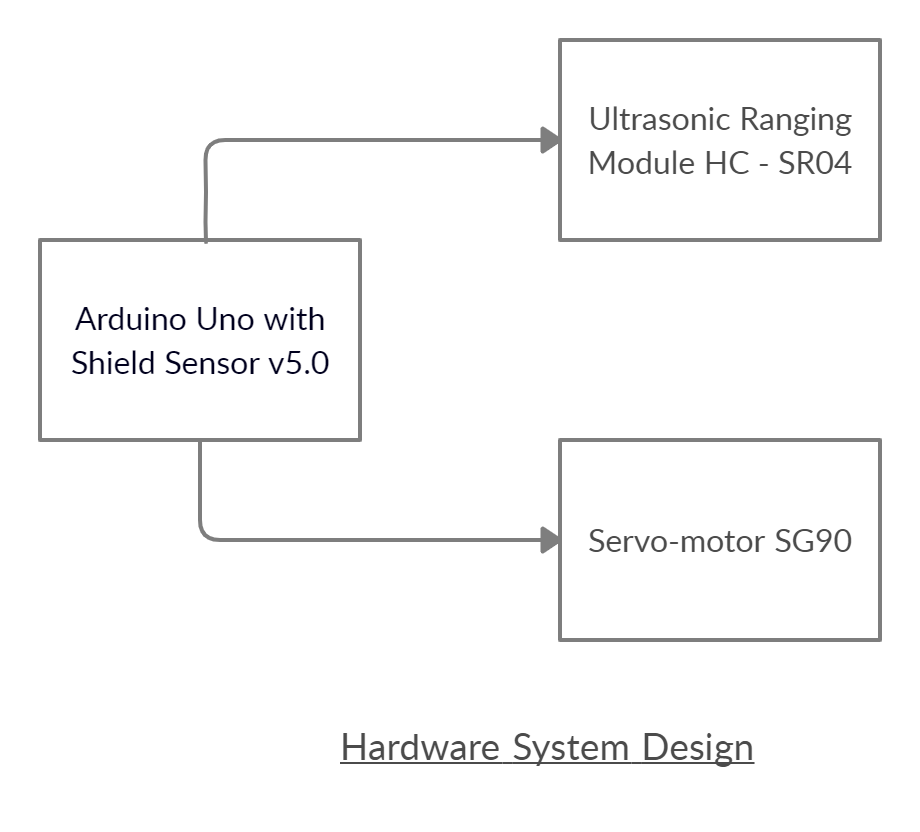 Ultrasonic Ranging
Module HC - SR04
Arduino Uno with
Shield Sensor v5.0
Servo-motor SG90
Hardware System Design